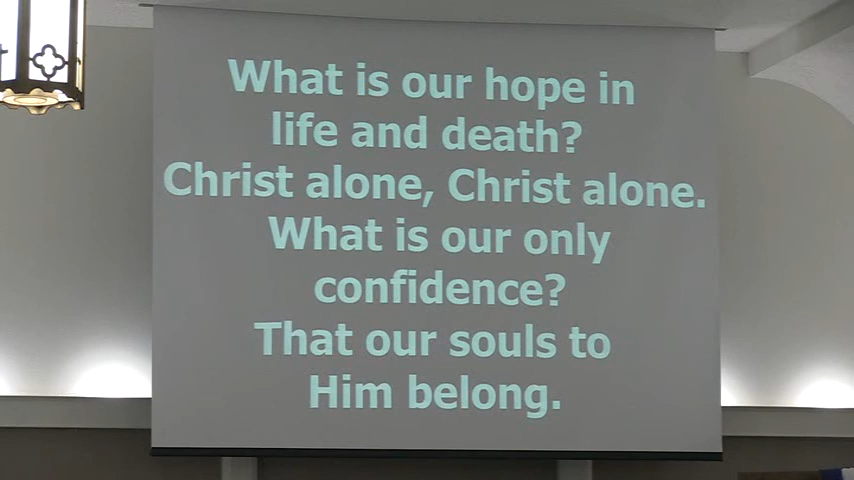 What is our hope in
life and death?
Christ alone, Christ alone.
What is our only
confidence?
That our souls to
Him belong.